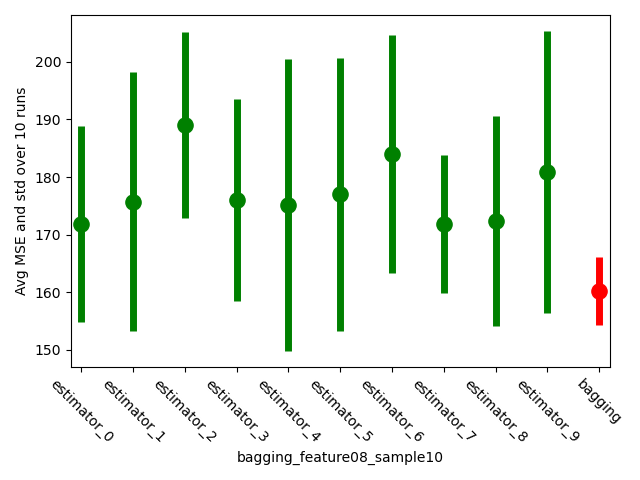 Avg MSE and std over 10 runs
200
190
180
170
160
150
estimator_0
estimator_1
estimator_2
estimator_3
estimator_4
estimator_5
estimator_6
estimator_7
estimator_8
estimator_9
bagging
bagging_feature08_sample10